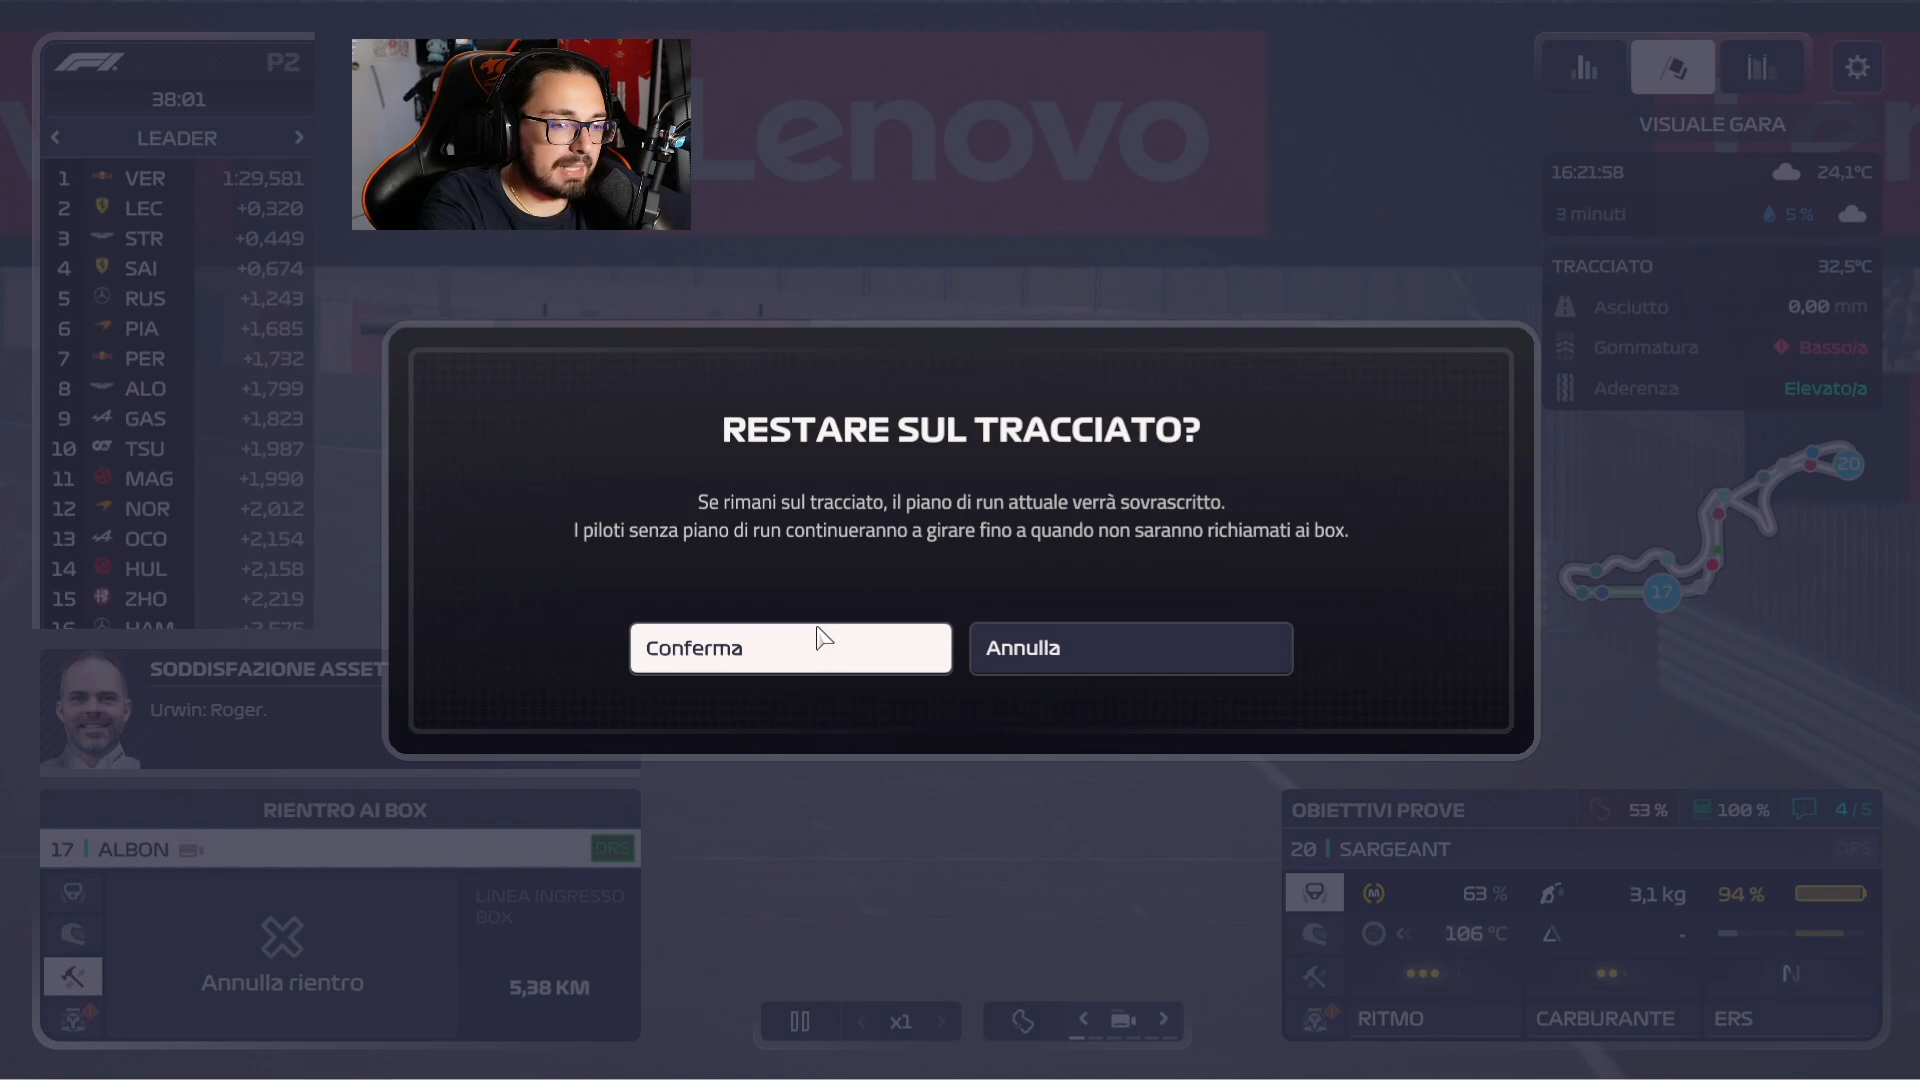 P2
38:01
LEADER
1 VER 1:29,581
2 LEC +0,320
3 STR +0,449
4 SAI +0,674
5 RUS +1,243
6 PIA +1,685
7 PER +1,732
8 ALO +1,799
9 GAS +1,823
10 TSU +1,987
11 MAG +1,990
12 NOR +2,012
13 OCO +2,154
14 HUL +2,158
15 ZHO +2,219
16 HAM +2,575
Lenovo
VISUALE GARA
16:21:58 24,1°C
3 minuti 5 %
TRACCIATO 32,5°C
Asciutto 0,00 mm
Gommatura Basso/a
Aderenza Elevato/a
20
17
RESTARE SUL TRACCIATO?
Se rimani sul tracciato, il piano di run attuale verrà sovrascritto.
I piloti senza piano di run continueranno a girare fino a quando non saranno richiamati ai box.
Conferma
Annulla
SODDISFAZIONE ASSET
Urwin: Roger.
RIENTRO AI BOX
17 ALBON DRS
Annulla rientro
LINEA INGRESSO
BOX
5,38 KM
x1
OBIETTIVI PROVE 53 % 100 % 4/5
20 SARGEANT DRS
M 63 % 3,1 kg 94 %
106 °C -
N
RITMO CARBURANTE ERS